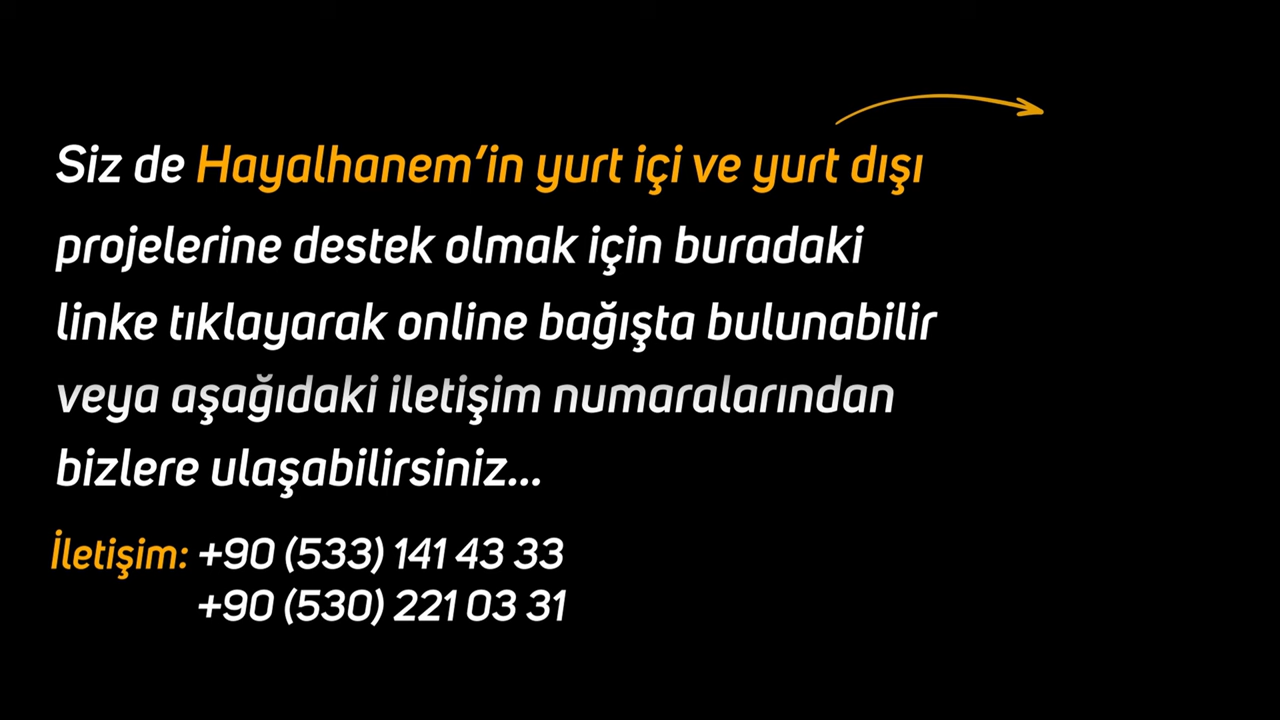 Siz de Hayalhanem'in yurt içi ve yurt dışı
projelerine destek olmak için buradaki
linke tıklayarak online bağışta bulunabilir
veya aşağıdaki iletişim numaralarından
bizlere ulaşabilirsiniz...
İletişim: +90 (533) 141 43 33
+90 (530) 221 03 31